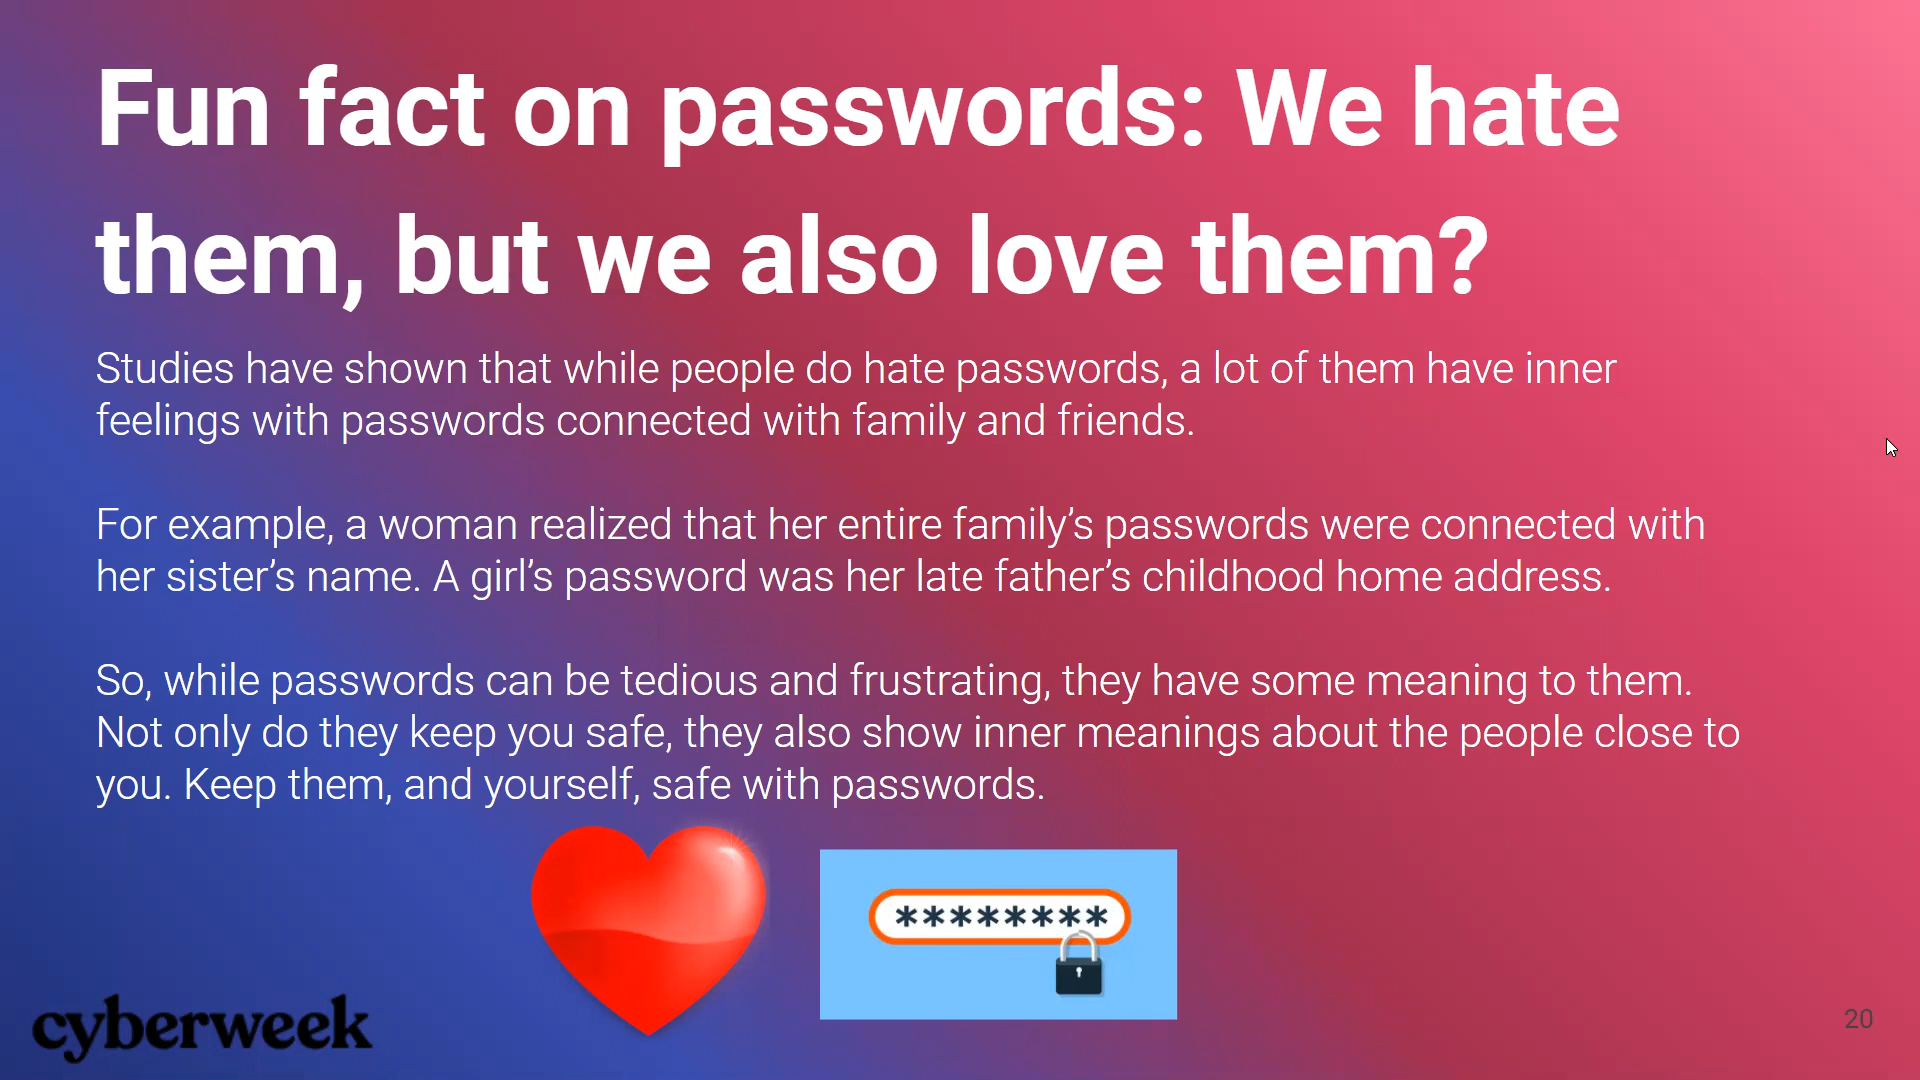 Fun fact on passwords: We hate
them, but we also love them?
Studies have shown that while people do hate passwords, a lot of them have inner
feelings with passwords connected with family and friends.
For example, a woman realized that her entire family’s passwords were connected with
her sister’s name. A girl’s password was her late father’s childhood home address.
So, while passwords can be tedious and frustrating, they have some meaning to them.
Not only do they keep you safe, they also show inner meanings about the people close to
you. Keep them, and yourself, safe with passwords.
********
cyberweek
20